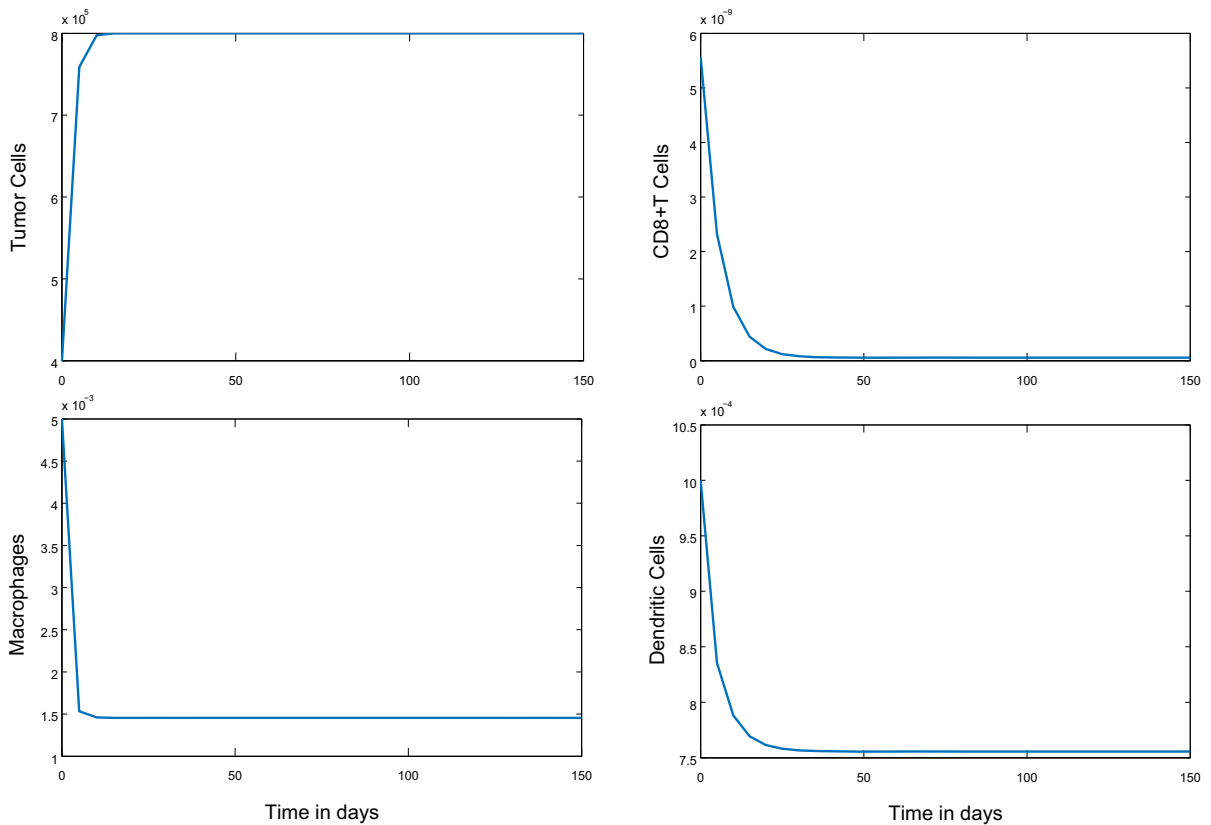 x 10⁵
8
7
6
5
4
Tumor Cells
0 50 100 150
x 10⁻⁹
6
5
4
3
2
1
0
CD8+T Cells
0 50 100 150
x 10⁻³
5
4.5
4
3.5
3
2.5
2
1.5
1
Macrophages
0 50 100 150
Time in days
x 10⁻⁴
10.5
10
9.5
9
8.5
8
7.5
Dendritic Cells
0 50 100 150
Time in days